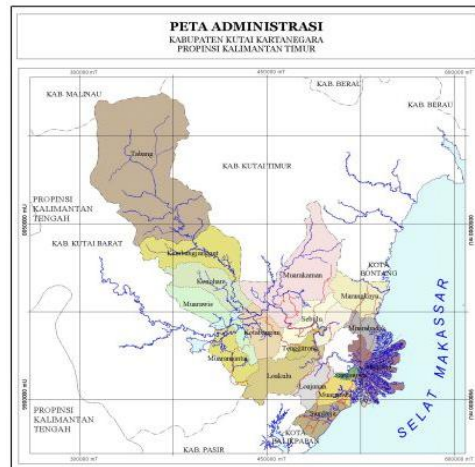 PETA ADMINISTRASI
KABUPATEN KUTAI KARTANEGARA
PROPINSI KALIMANTAN TIMUR
KAB. MALINAU
KAB. BERAU
KAB. BERAU
Tabang
KAB. KUTAI TIMUR
PROPINSI
KALIMANTAN
TENGAH
KAB. KUTAI BARAT
Kembangjanggut
Kenohan
Muarakaman
KOTA
BONTANG
Marangkayu
Muarawis
Sebulu
Kotabangun
Muarabadak
Tenggarong
Muaramuntai
Loakulu
Loajanan
SELAT MAKASSAR
PROPINSI
KALIMANTAN
TENGAH
KOTA
BALIKPAPAN
KAB. PASIR